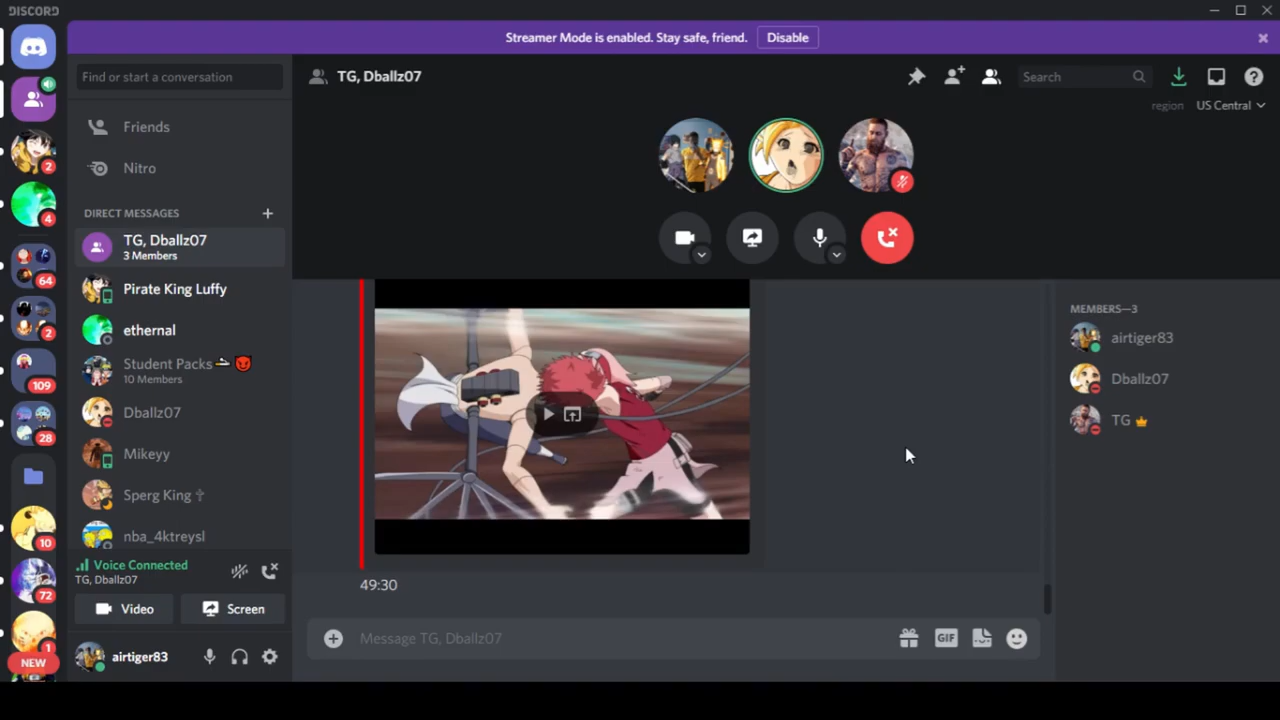 DISCORD
Streamer Mode is enabled. Stay safe, friend.
Disable
Find or start a conversation
TG, Dballz07
Search
region
US Central
Friends
Nitro
DIRECT MESSAGES
TG, Dballz07
3 Members
Pirate King Luffy
ethernal
Student Packs
10 Members
Dballz07
Mikeyy
Sperg King
nba_4ktreysl
Voice Connected
TG, Dballz07
Video
Screen
airtiger83
2
4
64
2
109
28
10
72
1
NEW
49:30
Message TG, Dballz07
GIF
MEMBERS—3
airtiger83
Dballz07
TG